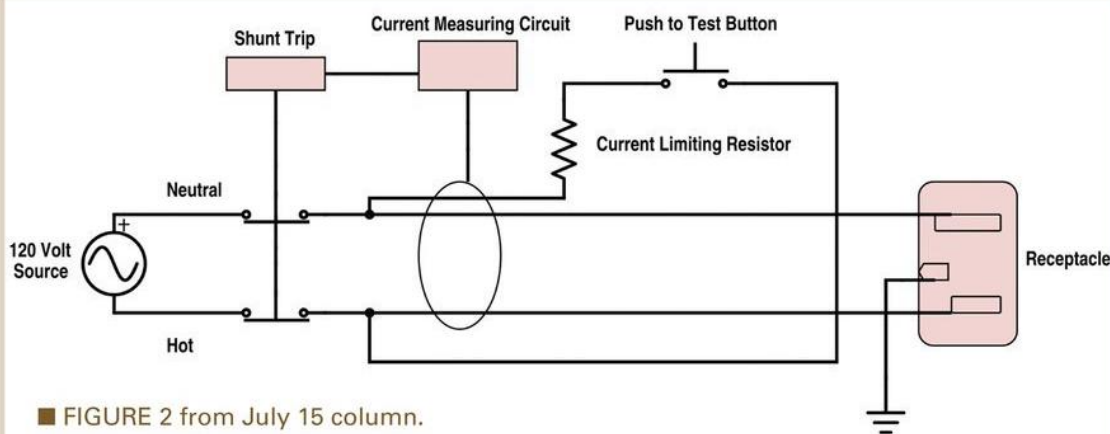 Shunt Trip
Current Measuring Circuit
Push to Test Button
Current Limiting Resistor
Neutral
+
120 Volt
Source
Receptacle
Hot
■ FIGURE 2 from July 15 column.